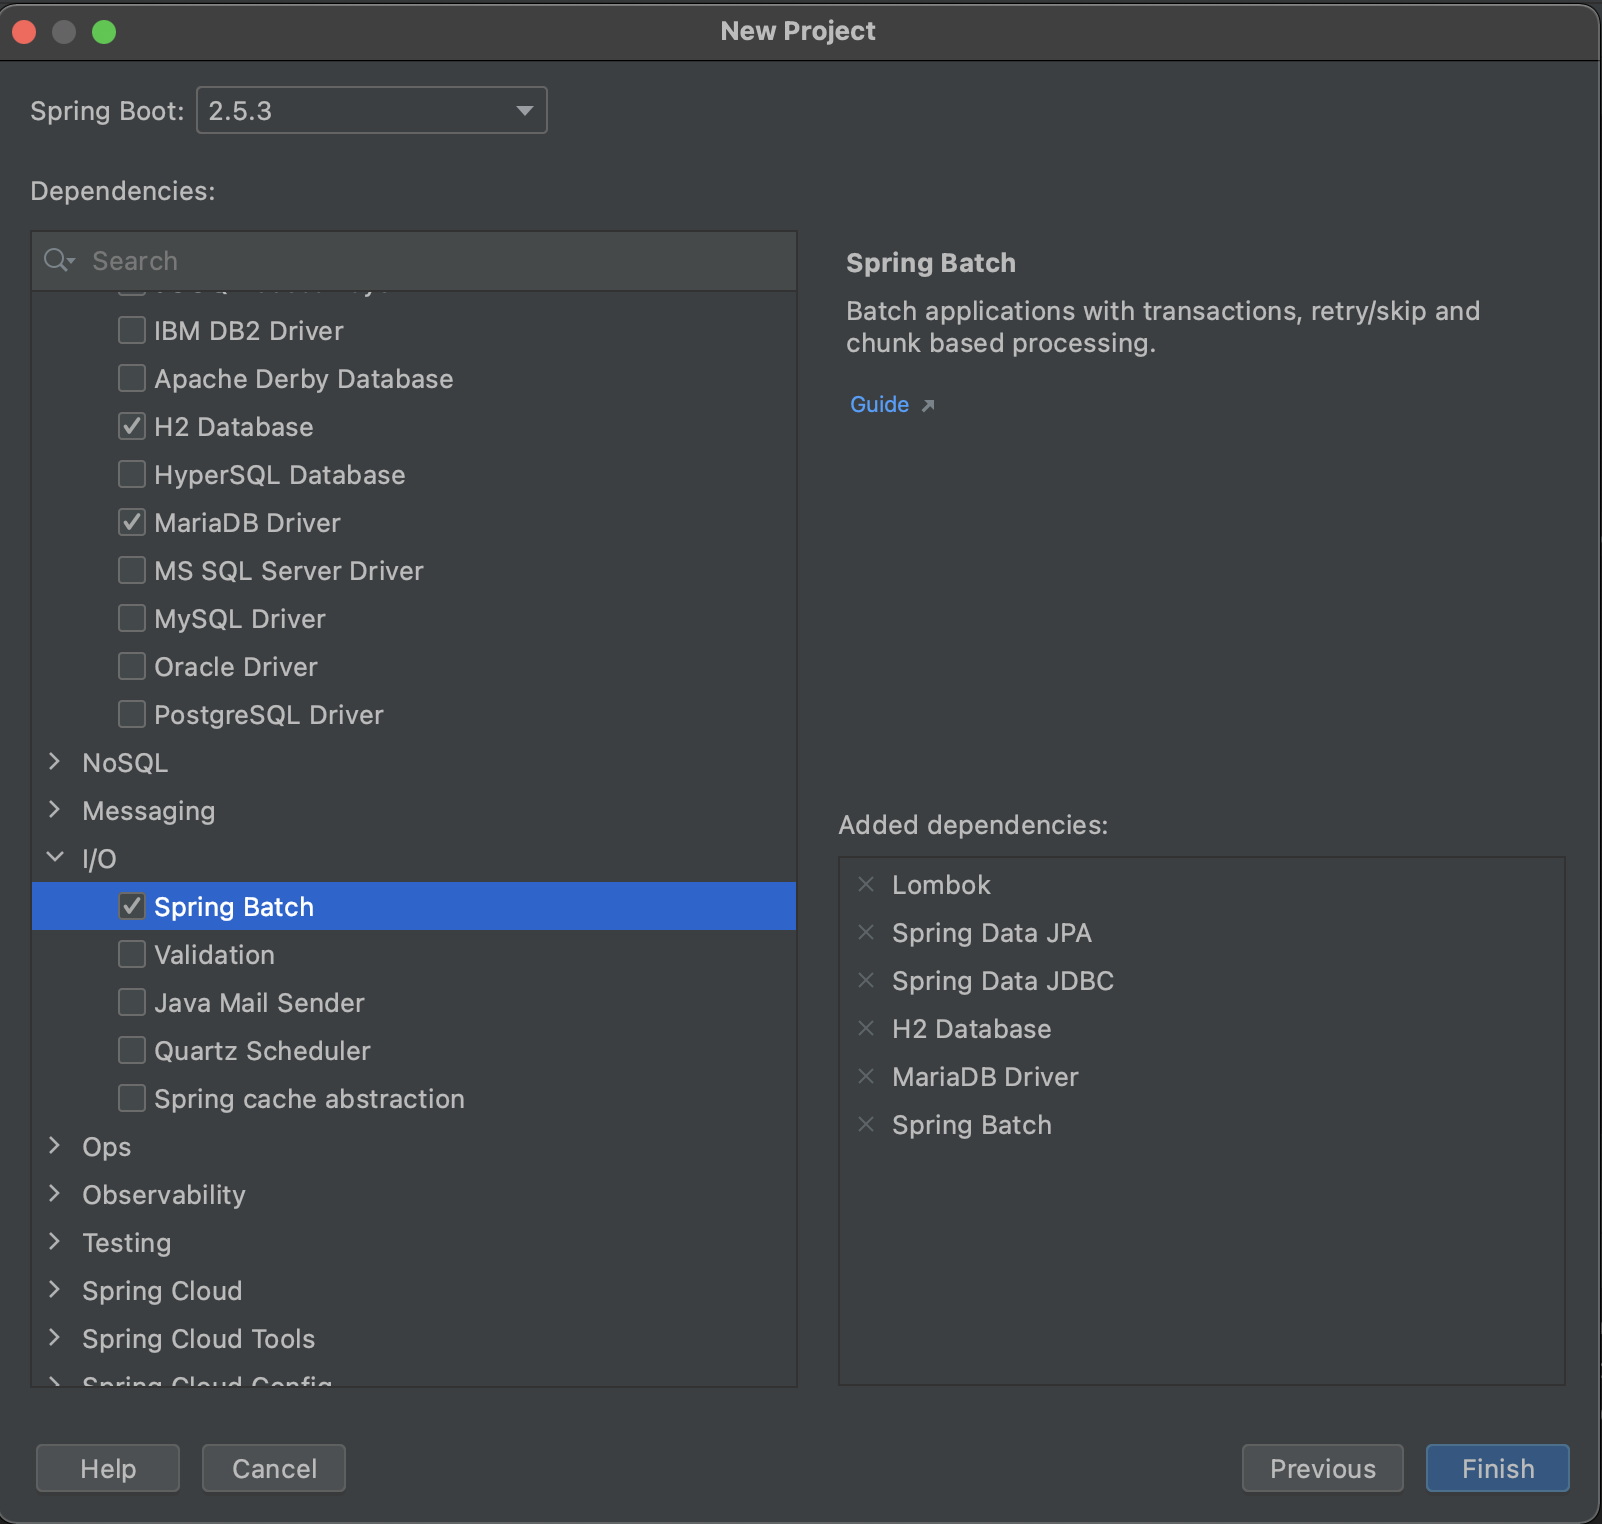 New Project
Spring Boot: 2.5.3
Dependencies:
Search
IBM DB2 Driver
Apache Derby Database
H2 Database
HyperSQL Database
MariaDB Driver
MS SQL Server Driver
MySQL Driver
Oracle Driver
PostgreSQL Driver
NoSQL
Messaging
I/O
Spring Batch
Validation
Java Mail Sender
Quartz Scheduler
Spring cache abstraction
Ops
Observability
Testing
Spring Cloud
Spring Cloud Tools
Spring Cloud Config
Spring Batch
Batch applications with transactions, retry/skip and
chunk based processing.
Guide
Added dependencies:
Lombok
Spring Data JPA
Spring Data JDBC
H2 Database
MariaDB Driver
Spring Batch
Help
Cancel
Previous
Finish